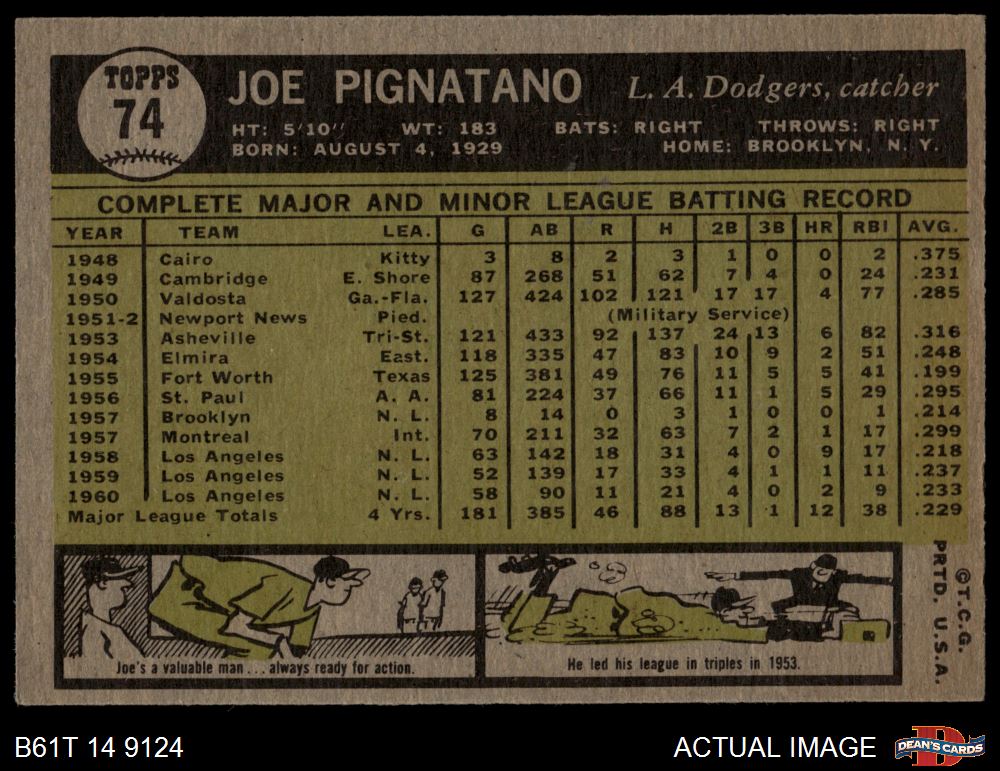 TOPPS
74
JOE PIGNATANO L. A. Dodgers, catcher
HT: 5'10" WT: 183 BATS: RIGHT THROWS: RIGHT
BORN: AUGUST 4, 1929 HOME: BROOKLYN, N. Y.
COMPLETE MAJOR AND MINOR LEAGUE BATTING RECORD
YEAR TEAM LEA. G AB R H 2B 3B HR RBI AVG.
1948 Cairo Kitty 3 8 2 3 1 0 0 2 .375
1949 Cambridge E. Shore 87 268 51 62 7 4 0 24 .231
1950 Valdosta Ga.-Fla. 127 424 102 121 17 17 4 77 .285
1951-2 Newport News Pied. (Military Service)
1953 Asheville Tri-St. 121 433 92 137 24 13 6 82 .316
1954 Elmira East. 118 335 47 83 10 9 2 51 .248
1955 Fort Worth Texas 125 381 49 76 11 5 5 41 .199
1956 St. Paul A. A. 81 224 37 66 11 1 5 29 .295
1957 Brooklyn N. L. 8 14 0 3 1 0 0 1 .214
1957 Montreal Int. 70 211 32 63 7 2 1 17 .299
1958 Los Angeles N. L. 63 142 18 31 4 0 9 17 .218
1959 Los Angeles N. L. 52 139 17 33 4 1 1 11 .237
1960 Los Angeles N. L. 58 90 11 21 4 0 2 9 .233
Major League Totals 4 Yrs. 181 385 46 88 13 1 12 38 .229
Joe's a valuable man . . . always ready for action.
He led his league in triples in 1953.
© T.C.G.
PRTD. U.S.A.
B61T 14 9124
ACTUAL IMAGE
DEAN'S CARDS